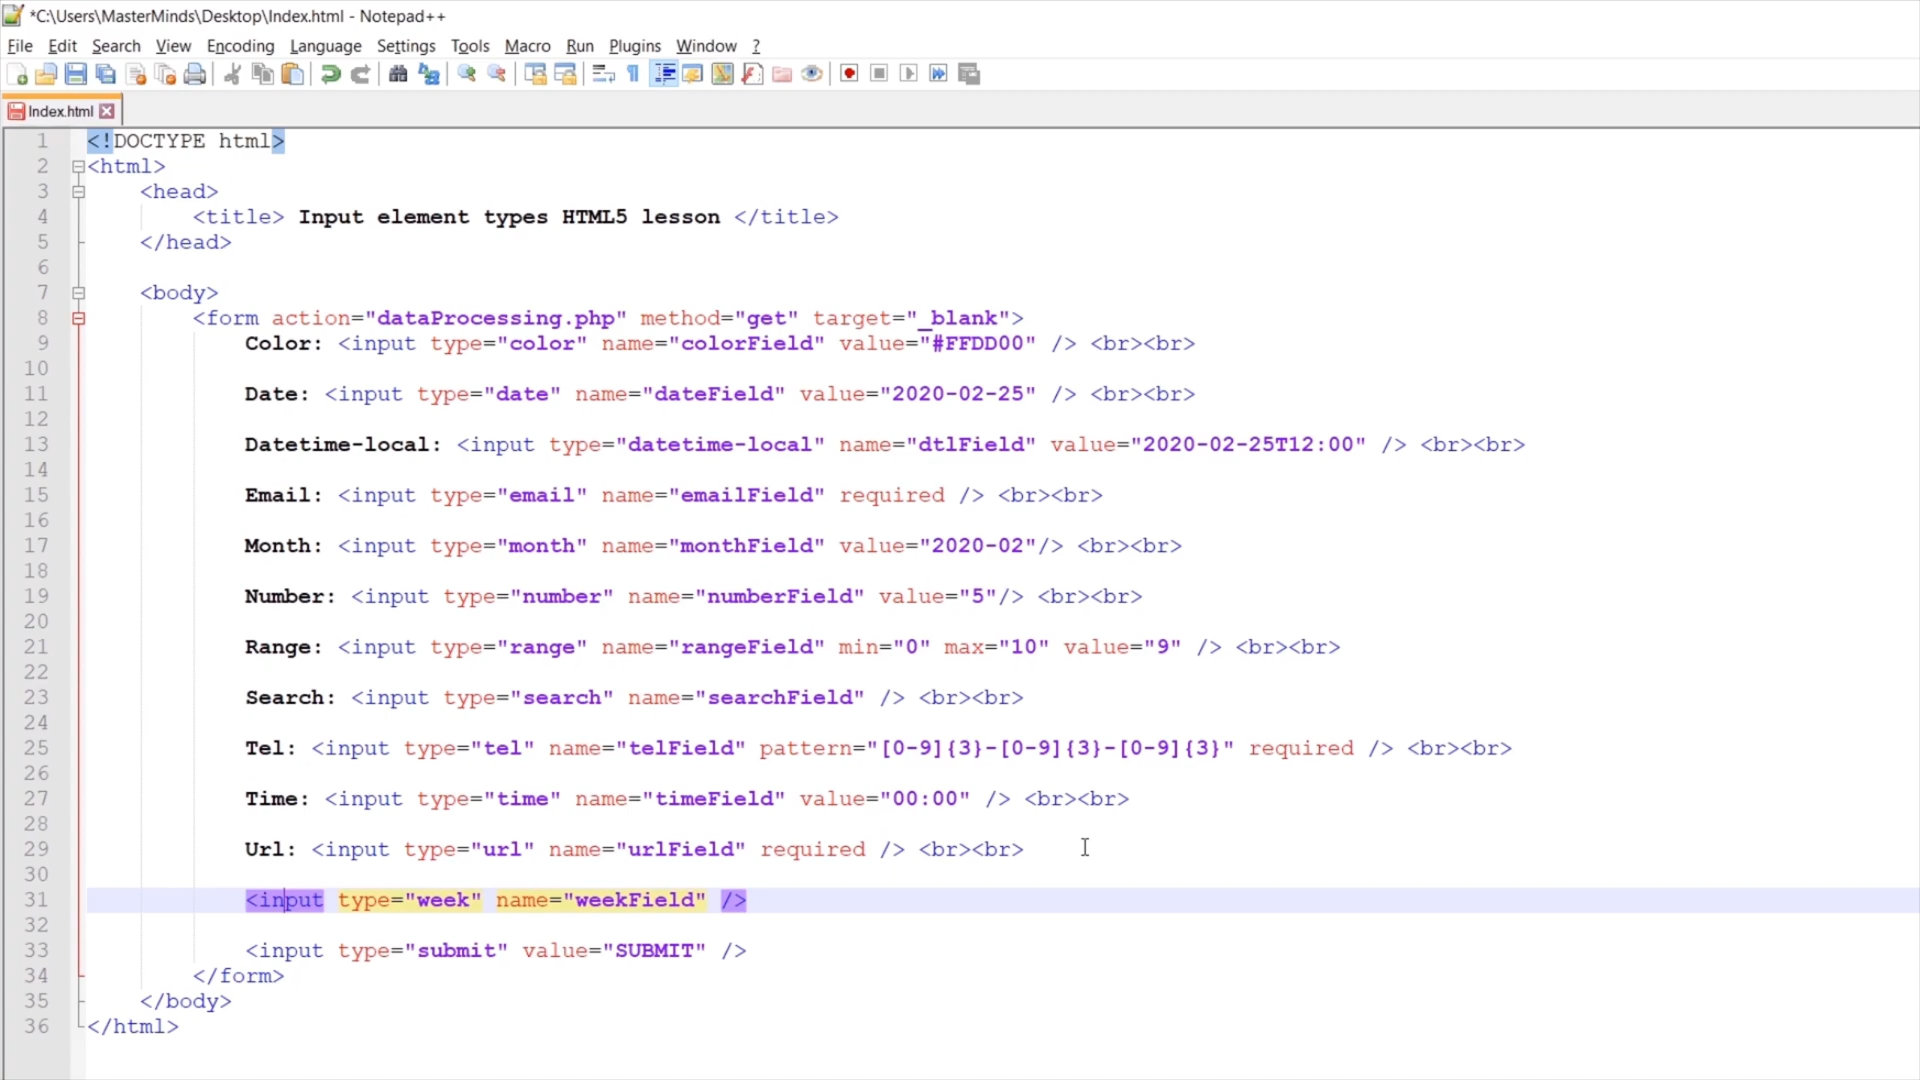 *C:\Users\MasterMinds\Desktop\Index.html - Notepad++
File Edit Search View Encoding Language Settings Tools Macro Run Plugins Window ?
Index.html
1 <!DOCTYPE html>
2 <html>
3 <head>
4 <title> Input element types HTML5 lesson </title>
5 </head>
6
7 <body>
8 <form action="dataProcessing.php" method="get" target="_blank">
9 Color: <input type="color" name="colorField" value="#FFDD00" /> <br><br>
10
11 Date: <input type="date" name="dateField" value="2020-02-25" /> <br><br>
12
13 Datetime-local: <input type="datetime-local" name="dtlField" value="2020-02-25T12:00" /> <br><br>
14
15 Email: <input type="email" name="emailField" required /> <br><br>
16
17 Month: <input type="month" name="monthField" value="2020-02"/> <br><br>
18
19 Number: <input type="number" name="numberField" value="5"/> <br><br>
20
21 Range: <input type="range" name="rangeField" min="0" max="10" value="9" /> <br><br>
22
23 Search: <input type="search" name="searchField" /> <br><br>
24
25 Tel: <input type="tel" name="telField" pattern="[0-9]{3}-[0-9]{3}-[0-9]{3}" required /> <br><br>
26
27 Time: <input type="time" name="timeField" value="00:00" /> <br><br>
28
29 Url: <input type="url" name="urlField" required /> <br><br>
30
31 <input type="week" name="weekField" />
32
33 <input type="submit" value="SUBMIT" />
34 </form>
35 </body>
36 </html>